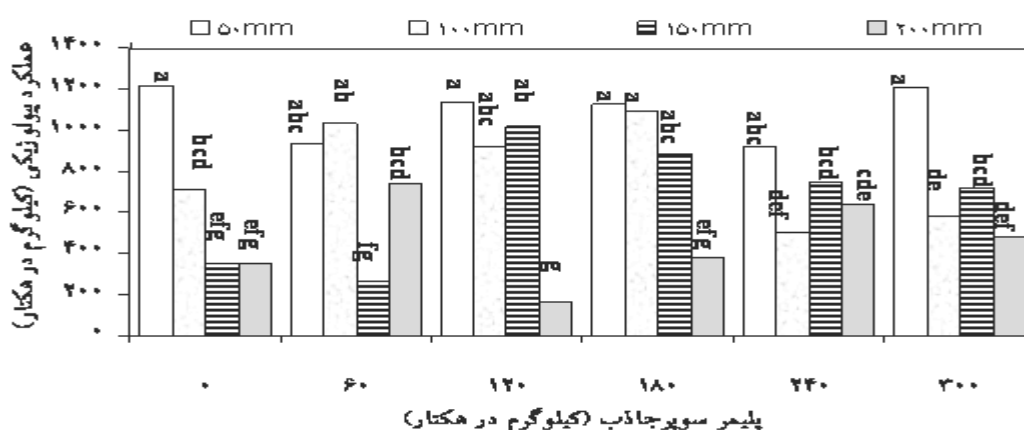 ۵۰mm ۱۰۰mm ۱۵۰mm ۲۰۰mm
عملکرد بیولوژیکی (کیلوگرم در هکتار)
۱۴۰۰
۱۲۰۰
۱۰۰۰
۸۰۰
۶۰۰
۴۰۰
۲۰۰
۰
a bcd efg efg
abc ab fg bcd
a abc ab g
a a abc efg
abc def bcd cde
a de bcd def
۰ ۶۰ ۱۲۰ ۱۸۰ ۲۴۰ ۳۰۰
پلیمر سوپرجاذب (کیلوگرم در هکتار)